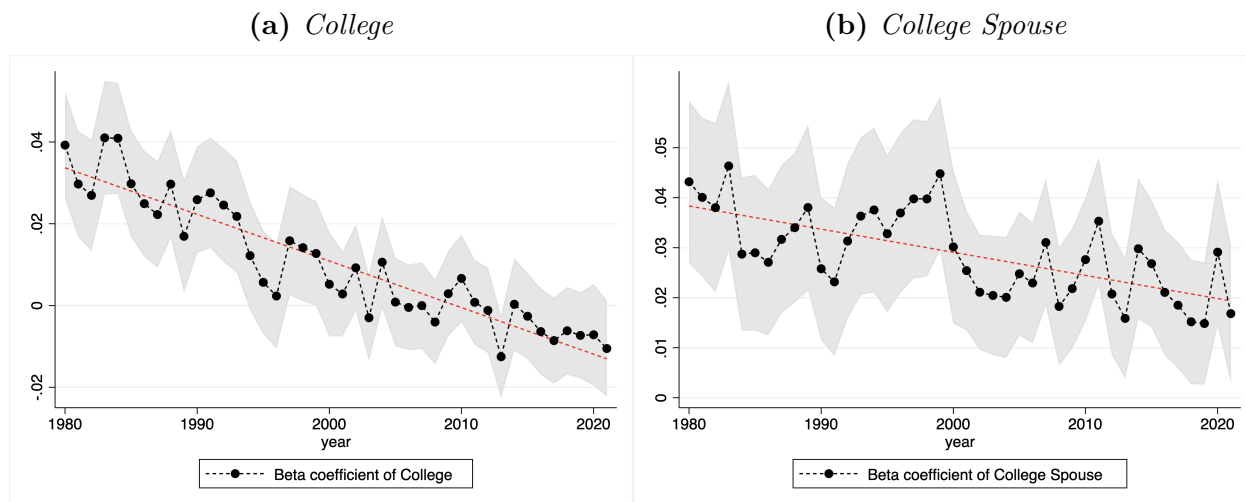 (a) College
.04
.02
0
-.02
1980 1990 2000 2010 2020
year
Beta coefficient of College
(b) College Spouse
.05
.04
.03
.02
.01
0
1980 1990 2000 2010 2020
year
Beta coefficient of College Spouse